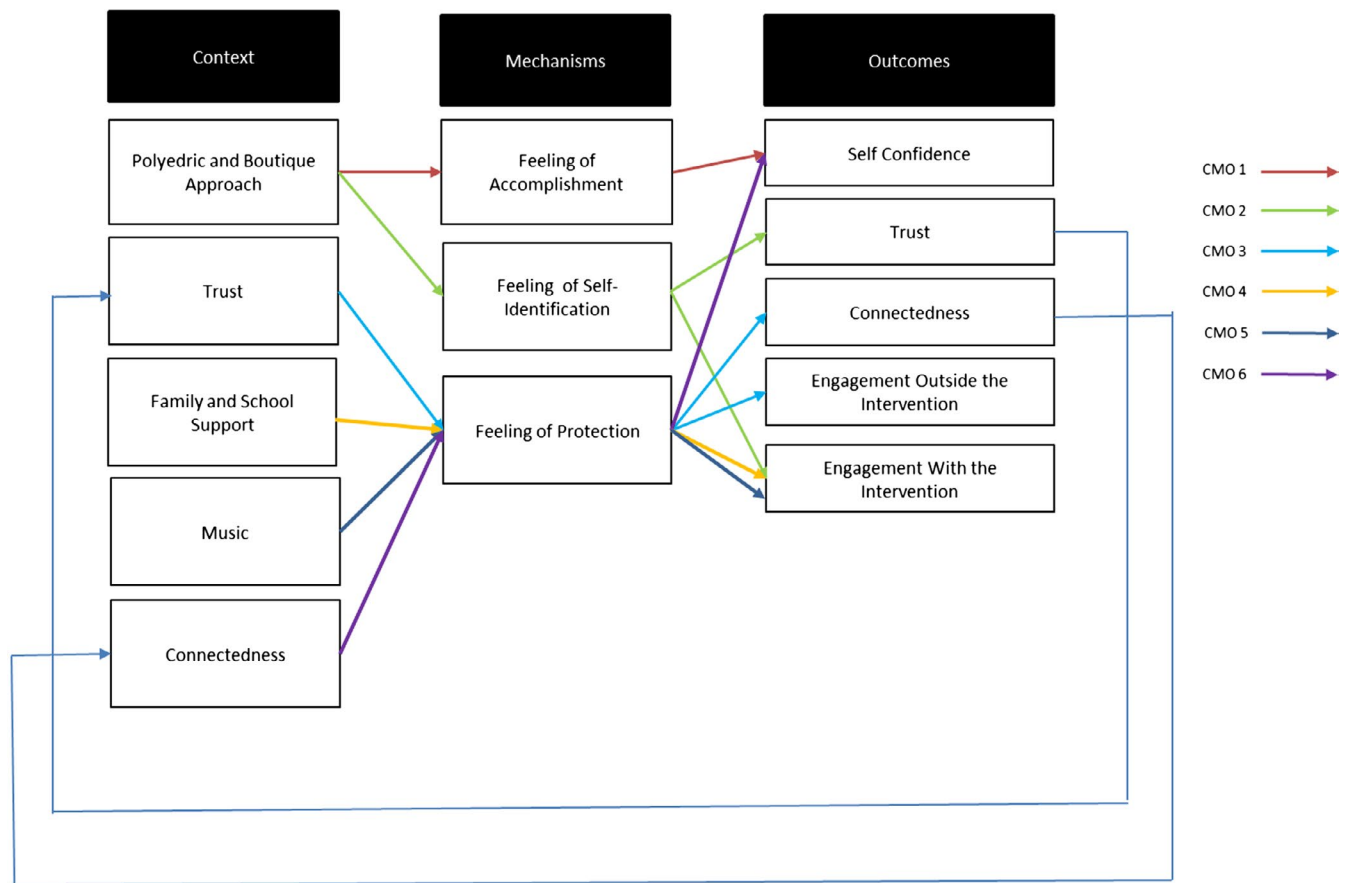 Context
Mechanisms
Outcomes
Polyedric and Boutique
Approach
Trust
Family and School
Support
Music
Connectedness
Feeling of
Accomplishment
Feeling of Self-
Identification
Feeling of Protection
Self Confidence
Trust
Connectedness
Engagement Outside the
Intervention
Engagement With the
Intervention
CMO 1
CMO 2
CMO 3
CMO 4
CMO 5
CMO 6